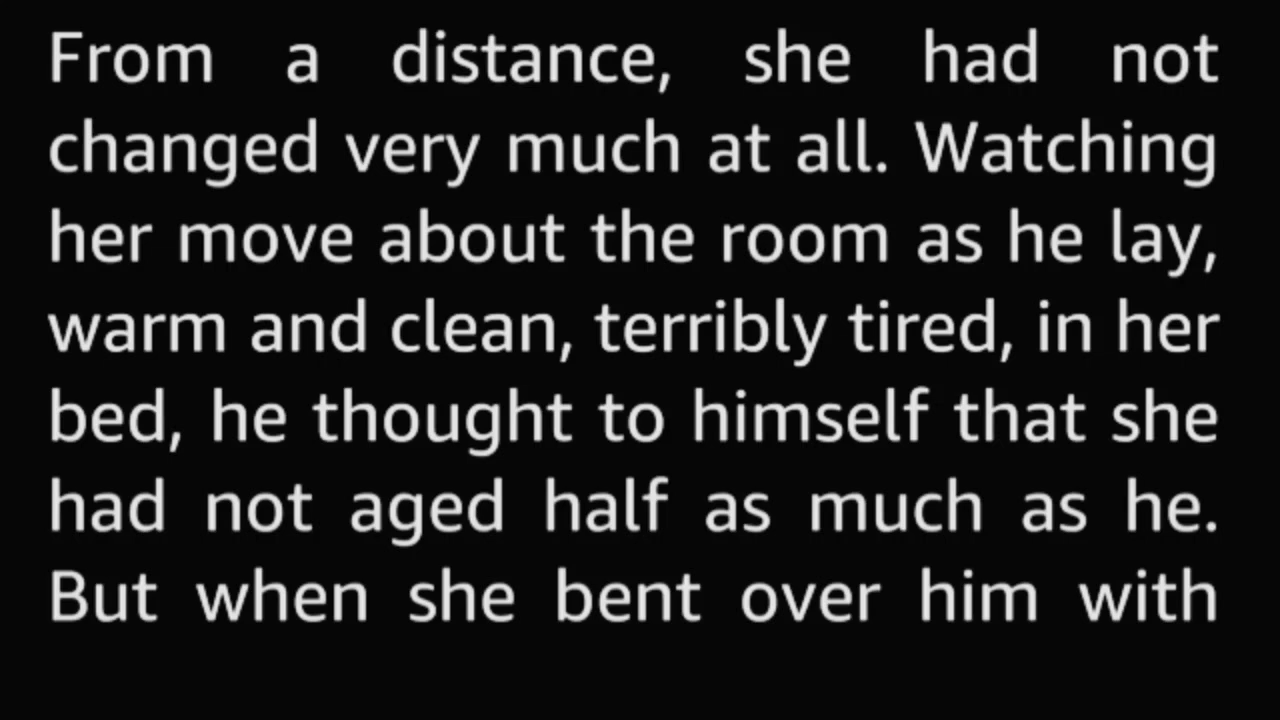 From a distance, she had not
changed very much at all. Watching
her move about the room as he lay,
warm and clean, terribly tired, in her
bed, he thought to himself that she
had not aged half as much as he.
But when she bent over him with